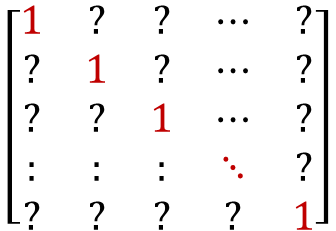 1 ? ? ⋯ ?
? 1 ? ⋯ ?
? ? 1 ⋯ ?
: : : ⋱ ?
? ? ? ? 1